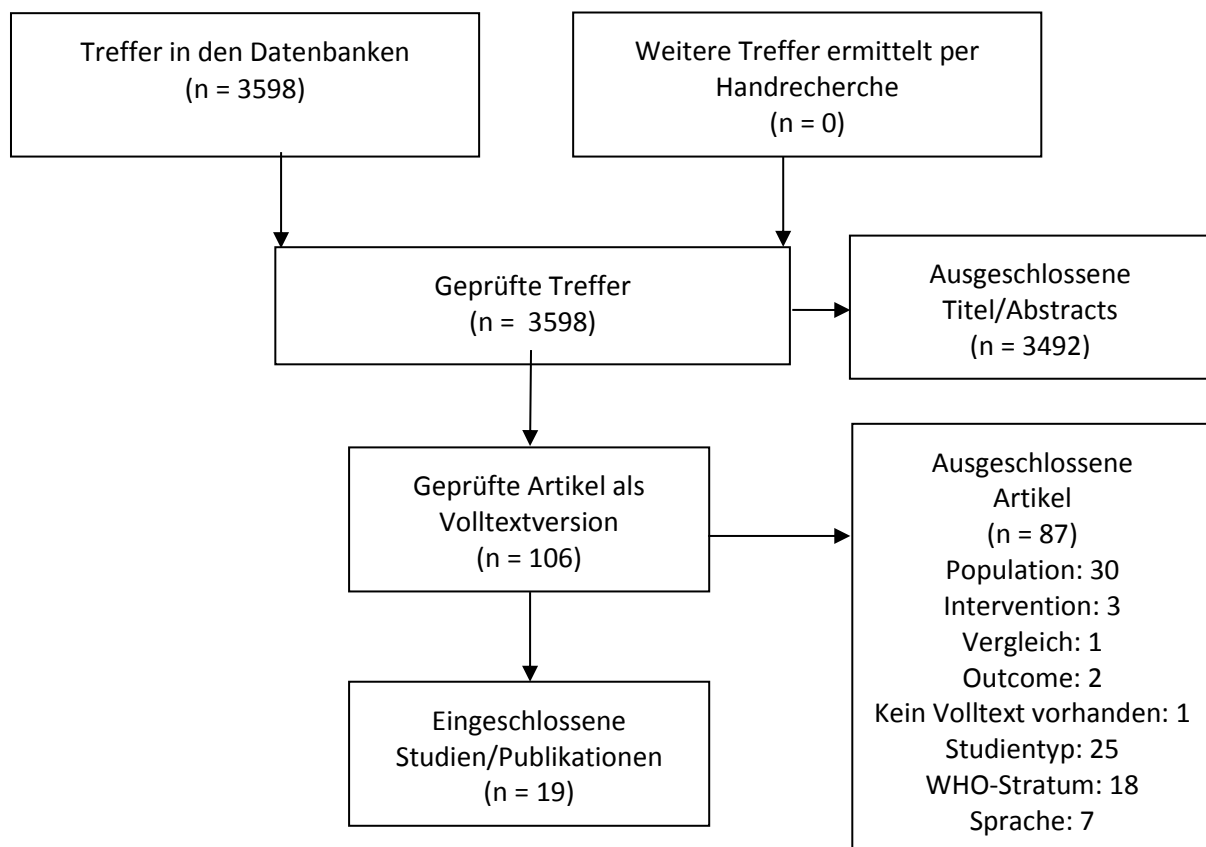 Treffer in den Datenbanken
(n = 3598)
Weitere Treffer ermittelt per
Handrecherche
(n = 0)
Geprüfte Treffer
(n = 3598)
Ausgeschlossene
Titel/Abstracts
(n = 3492)
Geprüfte Artikel als
Volltextversion
(n = 106)
Ausgeschlossene
Artikel
(n = 87)
Population: 30
Intervention: 3
Vergleich: 1
Outcome: 2
Kein Volltext vorhanden: 1
Studientyp: 25
WHO-Stratum: 18
Sprache: 7
Eingeschlossene
Studien/Publikationen
(n = 19)